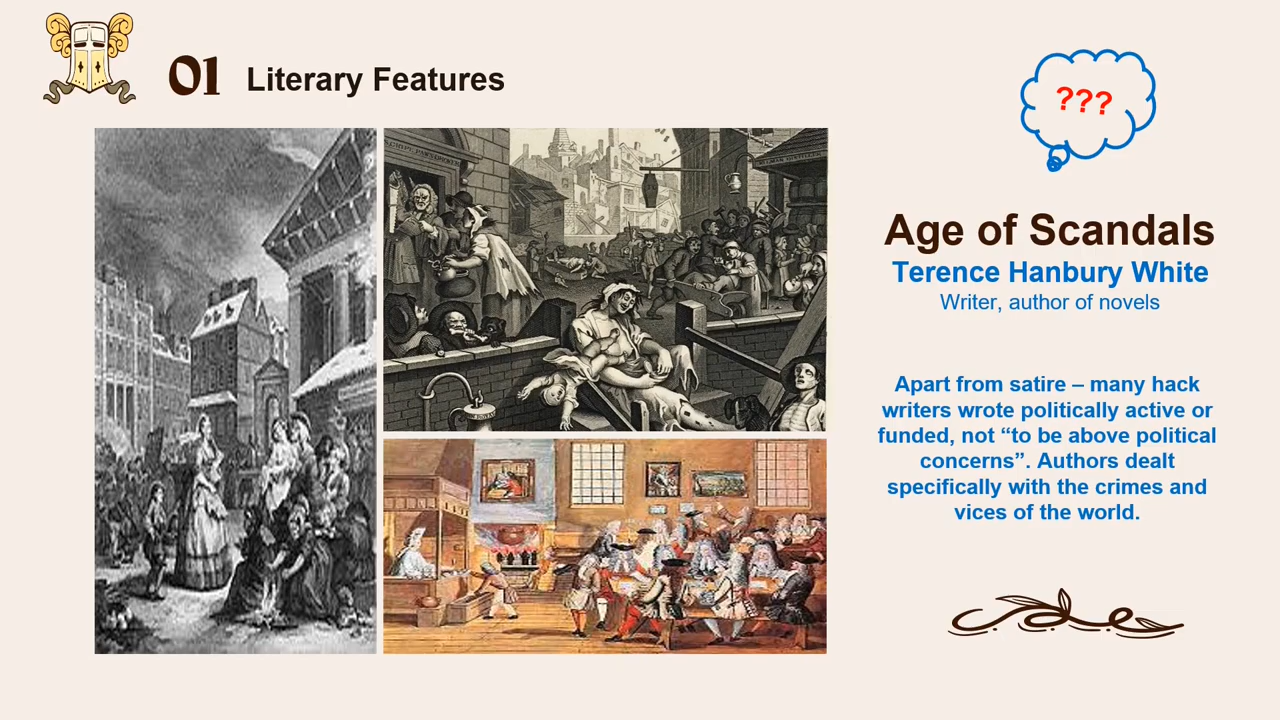 01 Literary Features
???
Age of Scandals
Terence Hanbury White
Writer, author of novels
Apart from satire – many hack
writers wrote politically active or
funded, not “to be above political
concerns”. Authors dealt
specifically with the crimes and
vices of the world.